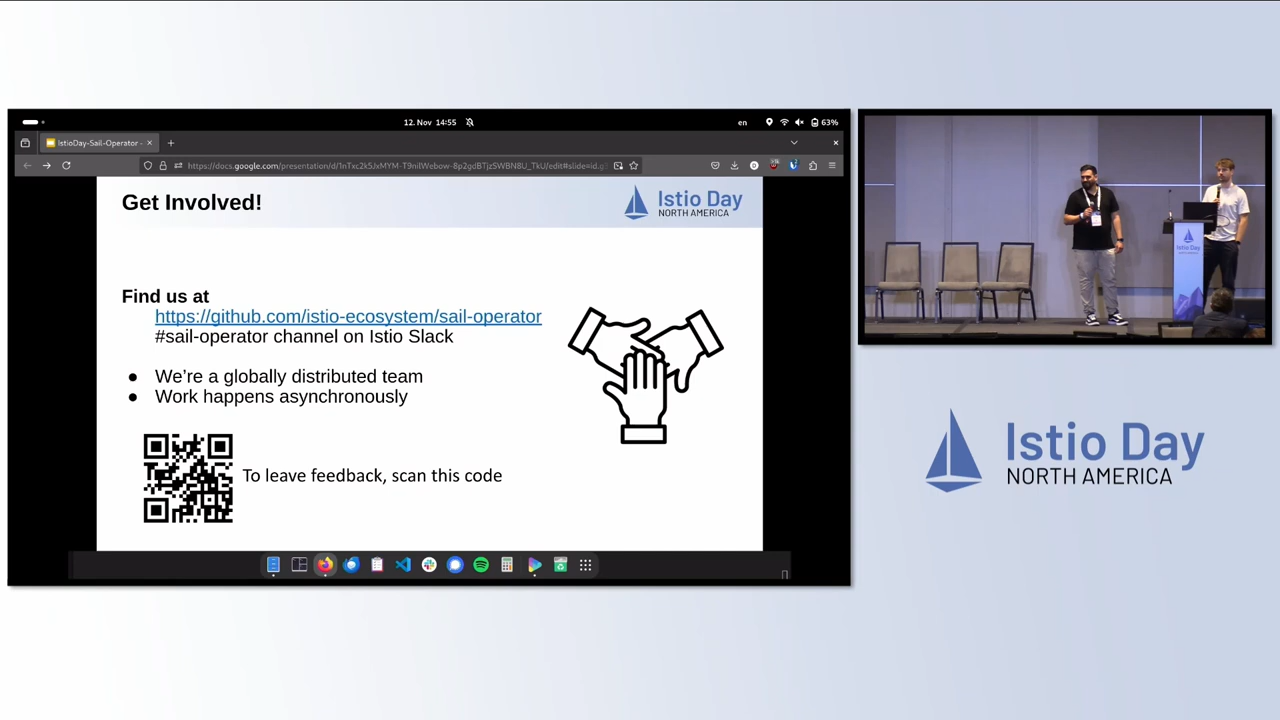 12. Nov 14:55
en
63%
IstioDay-Sail-Operator -
Get Involved!
Istio Day
NORTH AMERICA
Find us at
https://github.com/istio-ecosystem/sail-operator
#sail-operator channel on Istio Slack
● We're a globally distributed team
● Work happens asynchronously
To leave feedback, scan this code
Istio Day
Istio Day
NORTH AMERICA